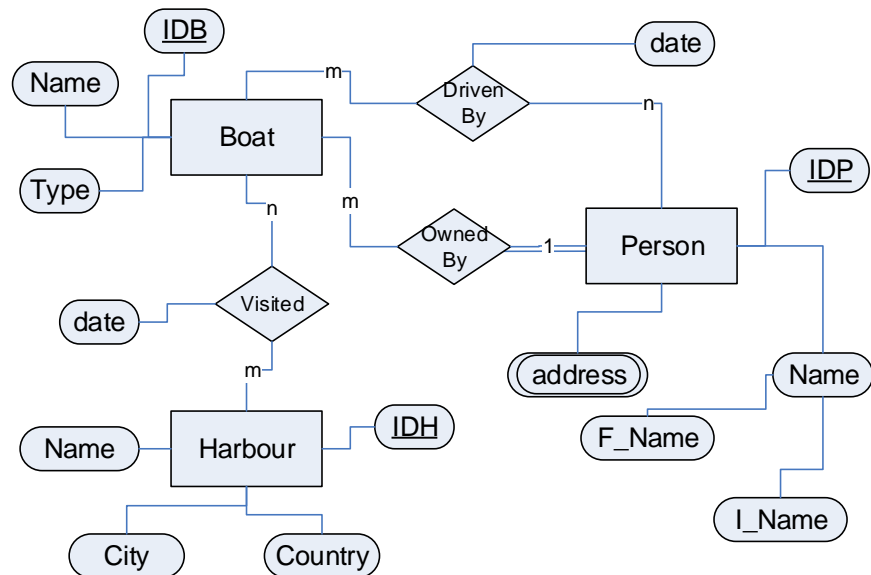 IDB
date
Name
m
Driven
By
n
Boat
Type
IDP
m
n
Owned
By
1
Person
Visited
date
address
Name
m
F_Name
Name
Harbour
IDH
I_Name
City
Country